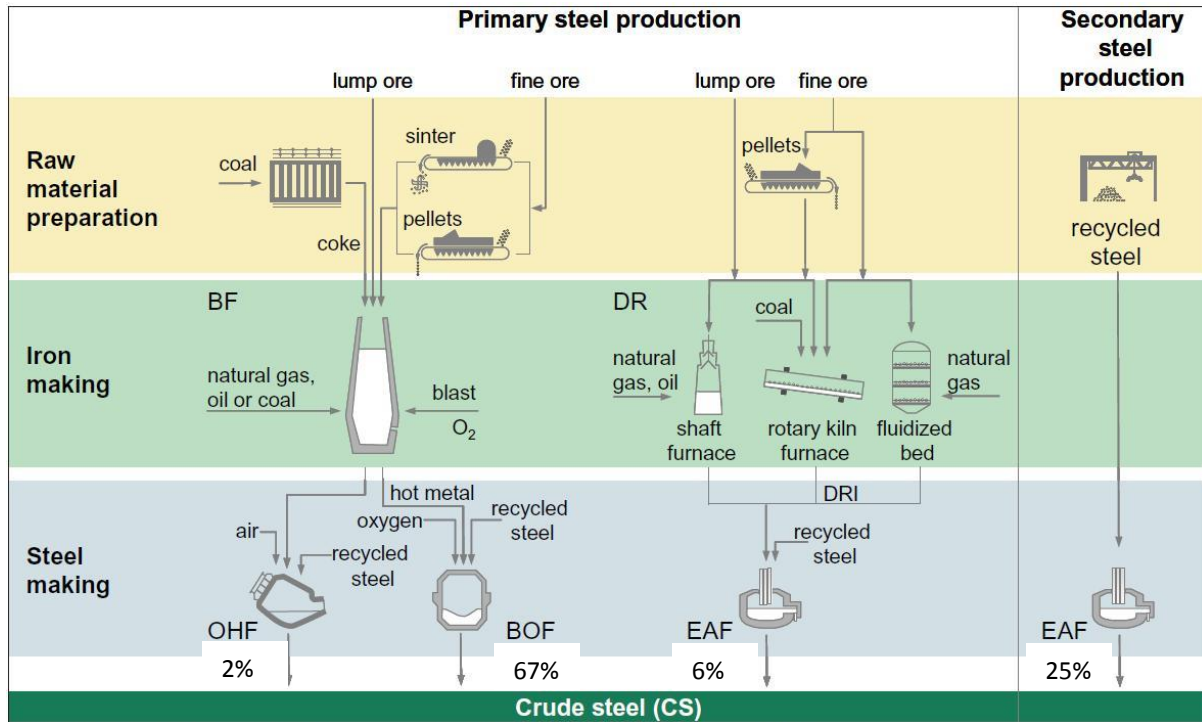 Primary steel production
Secondary
steel
production
lump ore
fine ore
lump ore
fine ore
Raw
material
preparation
coal
sinter
pellets
coke
pellets
recycled
steel
Iron
making
BF
natural gas,
oil or coal
blast
O₂
DR
coal
natural
gas, oil
natural
gas
shaft
furnace
rotary kiln
furnace
fluidized
bed
Steel
making
hot metal
oxygen
recycled
steel
air
recycled
steel
DRI
recycled
steel
OHF
2%
BOF
67%
EAF
6%
EAF
25%
Crude steel (CS)